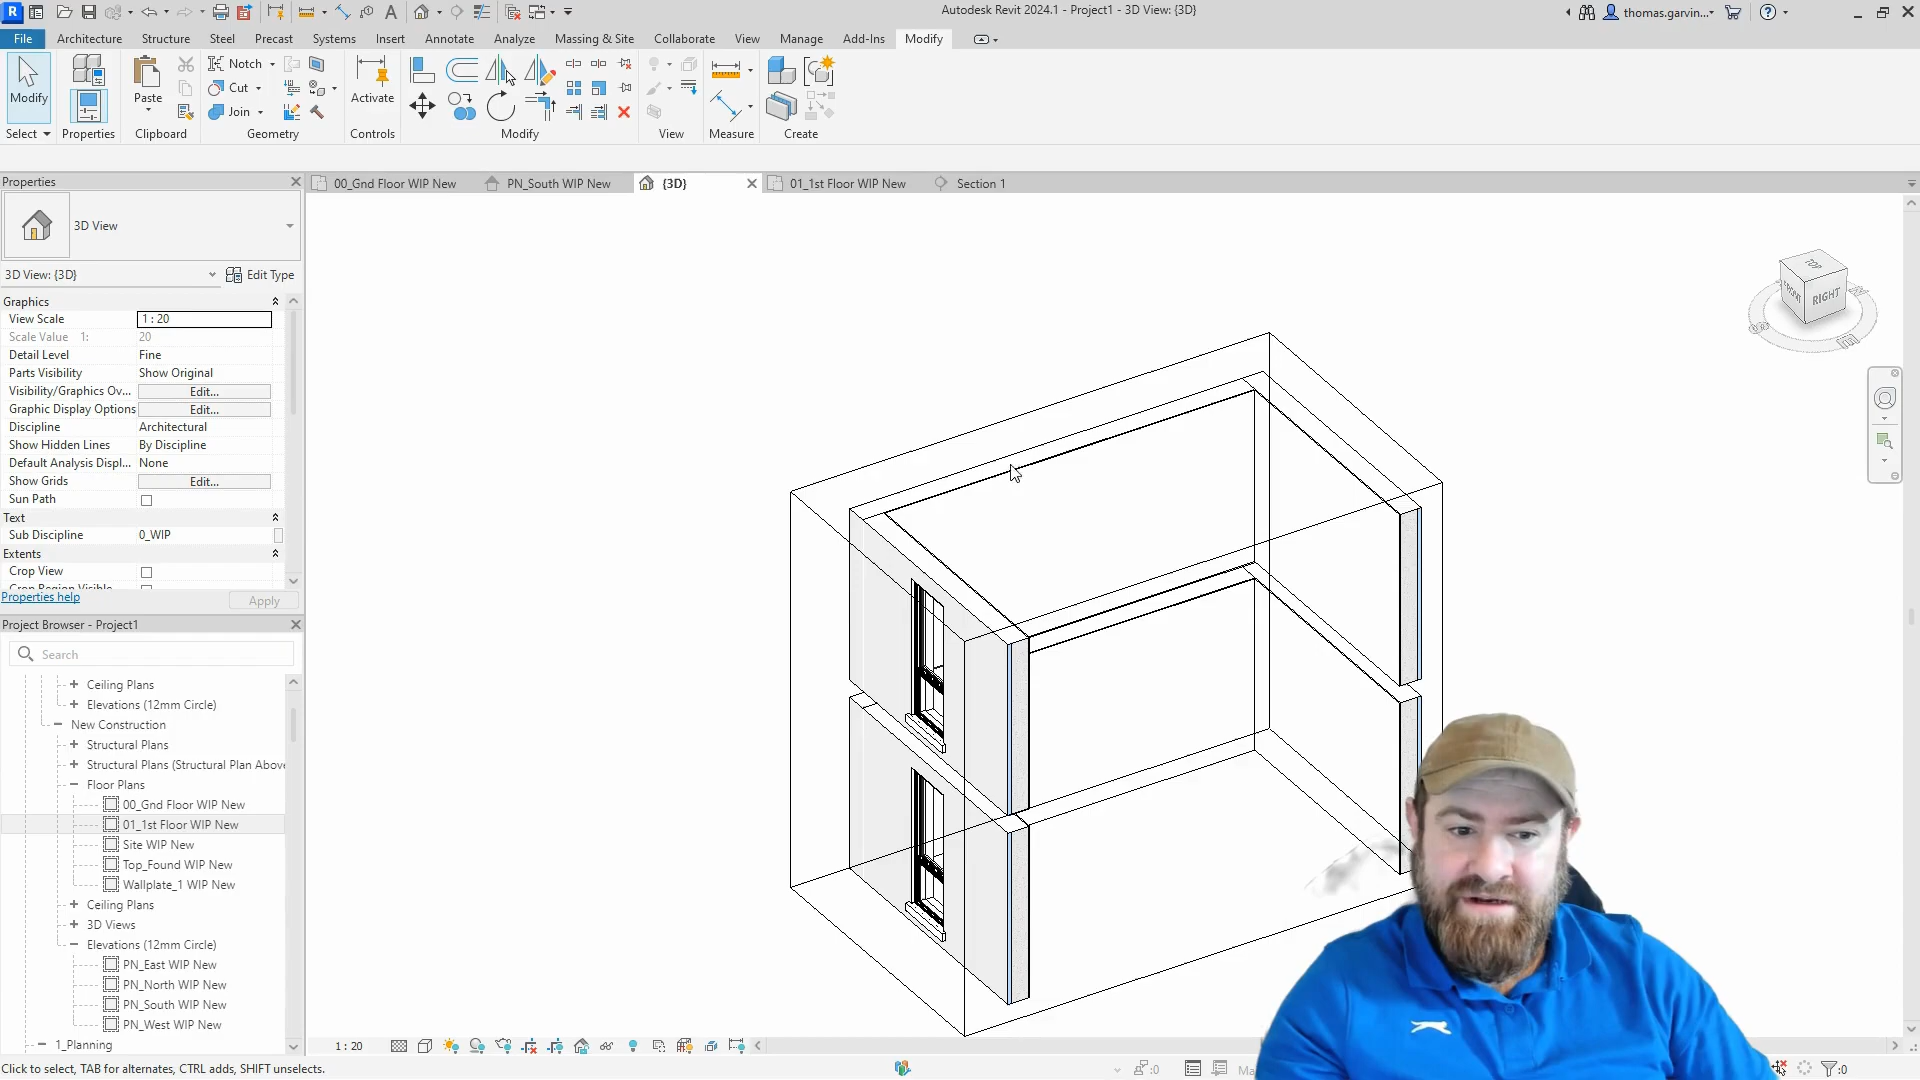 Autodesk Revit 2024.1 - Project1 - 3D View: {3D}
thomas.garvin...
File Architecture Structure Steel Precast Systems Insert Annotate Analyze Massing & Site Collaborate View Manage Add-Ins Modify
Modify
Paste
Notch
Cut
Join
Activate
Select Properties Clipboard Geometry Controls Modify View Measure Create
Properties
00_Gnd Floor WIP New PN_South WIP New {3D} 01_1st Floor WIP New Section 1
3D View
3D View: {3D} Edit Type
Graphics
View Scale 1 : 20
Scale Value 1: 20
Detail Level Fine
Parts Visibility Show Original
Visibility/Graphics Ov... Edit...
Graphic Display Options Edit...
Discipline Architectural
Show Hidden Lines By Discipline
Default Analysis Displ... None
Show Grids Edit...
Sun Path
Text
Sub Discipline 0_WIP
Extents
Crop View
Crop Region Visible
Properties help Apply
TOP
FRONT RIGHT
Project Browser - Project1
Search
Ceiling Plans
Elevations (12mm Circle)
New Construction
Structural Plans
Structural Plans (Structural Plan Above
Floor Plans
00_Gnd Floor WIP New
01_1st Floor WIP New
Site WIP New
Top_Found WIP New
Wallplate_1 WIP New
Ceiling Plans
3D Views
Elevations (12mm Circle)
PN_East WIP New
PN_North WIP New
PN_South WIP New
PN_West WIP New
1_Planning
1 : 20
Click to select, TAB for alternates, CTRL adds, SHIFT unselects.
:0
Ma
:0